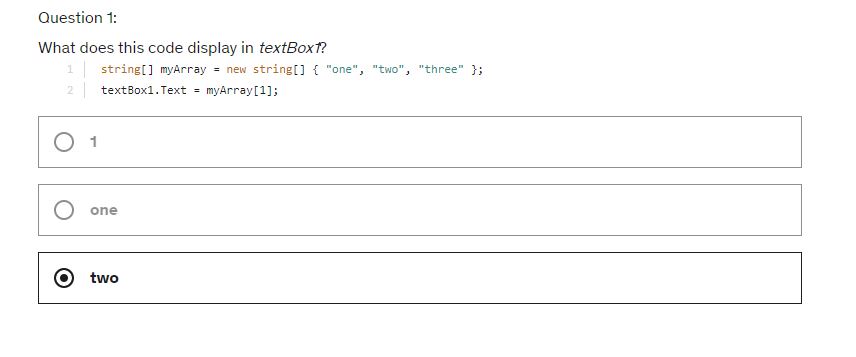 Question 1:
What does this code display in textBox1?
1 string[] myArray = new string[] { "one", "two", "three" };
2 textBox1.Text = myArray[1];
1
one
two